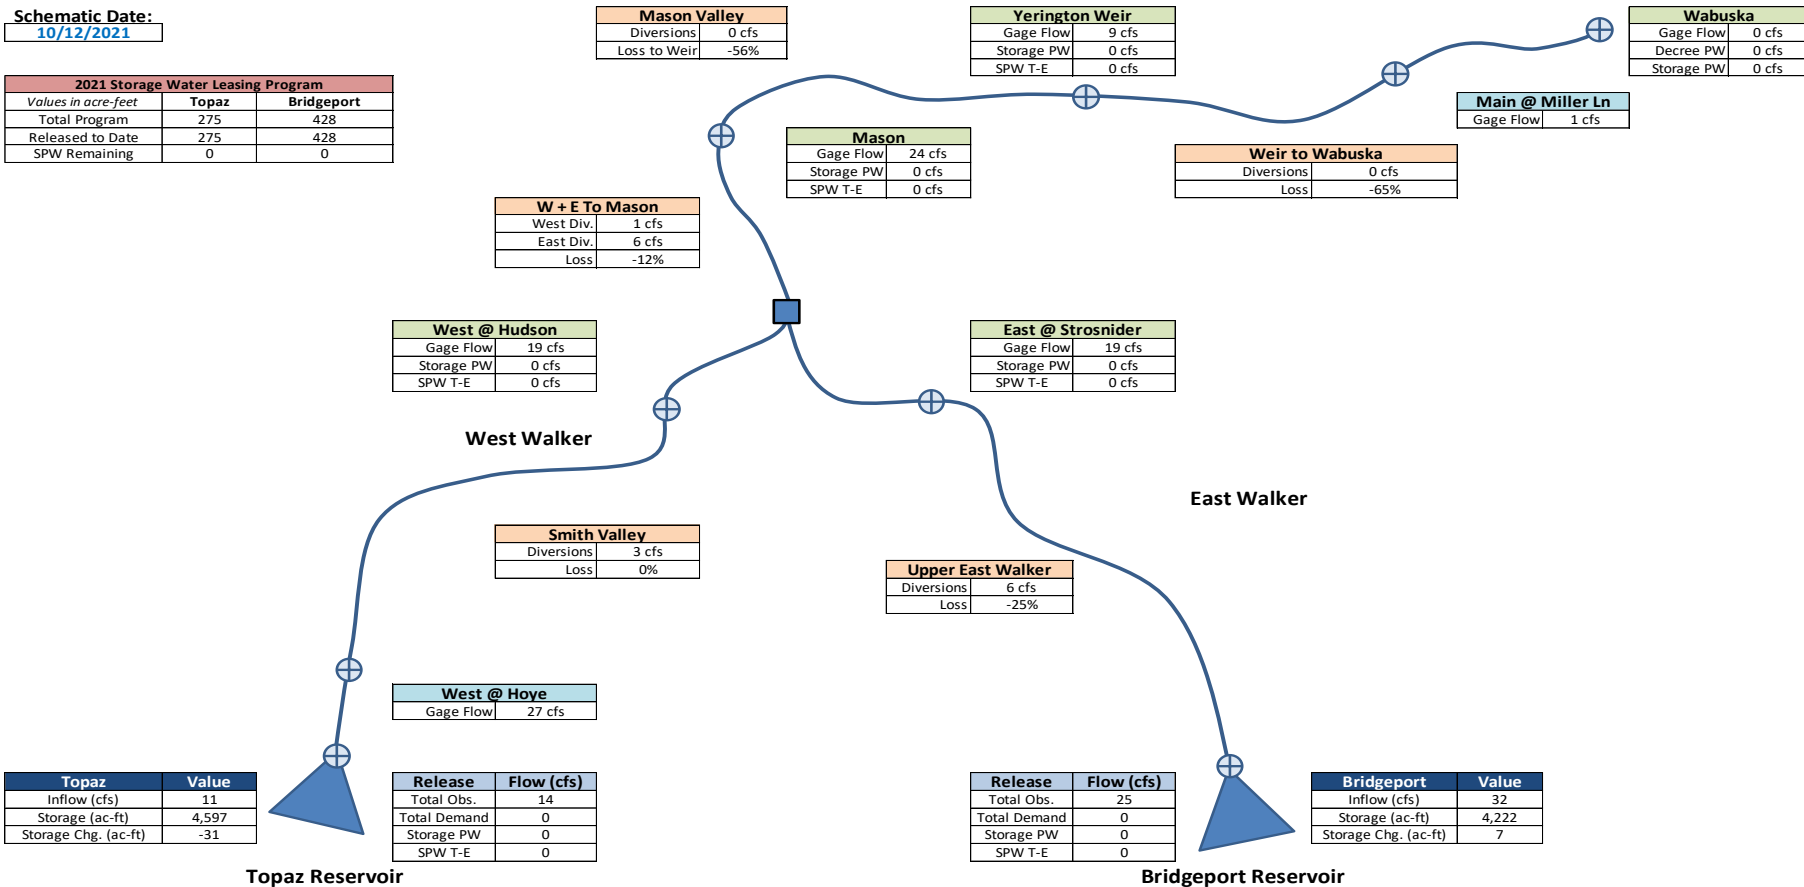 Schematic Date:
10/12/2021
2021 Storage Water Leasing Program
Values in acre-feet Topaz Bridgeport
Total Program 275 428
Released to Date 275 428
SPW Remaining 0 0
Mason Valley
Diversions 0 cfs
Loss to Weir -56%
Yerington Weir
Gage Flow 9 cfs
Storage PW 0 cfs
SPW T-E 0 cfs
Wabuska
Gage Flow 0 cfs
Decree PW 0 cfs
Storage PW 0 cfs
Main @ Miller Ln
Gage Flow 1 cfs
Mason
Gage Flow 24 cfs
Storage PW 0 cfs
SPW T-E 0 cfs
Weir to Wabuska
Diversions 0 cfs
Loss -65%
W + E To Mason
West Div. 1 cfs
East Div. 6 cfs
Loss -12%
West @ Hudson
Gage Flow 19 cfs
Storage PW 0 cfs
SPW T-E 0 cfs
East @ Strosnider
Gage Flow 19 cfs
Storage PW 0 cfs
SPW T-E 0 cfs
West Walker
East Walker
Smith Valley
Diversions 3 cfs
Loss 0%
Upper East Walker
Diversions 6 cfs
Loss -25%
West @ Hoye
Gage Flow 27 cfs
Topaz Value
Inflow (cfs) 11
Storage (ac-ft) 4,597
Storage Chg. (ac-ft) -31
Release Flow (cfs)
Total Obs. 14
Total Demand 0
Storage PW 0
SPW T-E 0
Topaz Reservoir
Release Flow (cfs)
Total Obs. 25
Total Demand 0
Storage PW 0
SPW T-E 0
Bridgeport Value
Inflow (cfs) 32
Storage (ac-ft) 4,222
Storage Chg. (ac-ft) 7
Bridgeport Reservoir